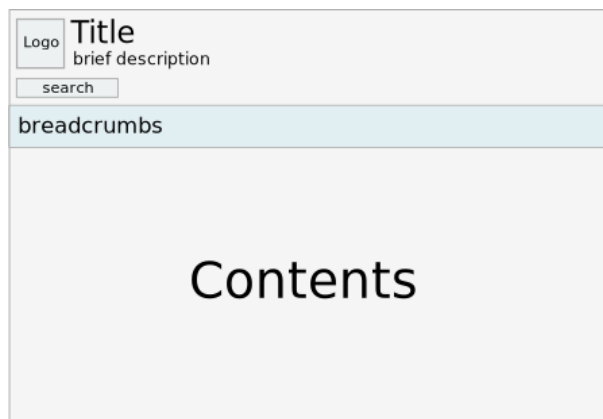 Logo
Title
brief description
search
breadcrumbs
Contents